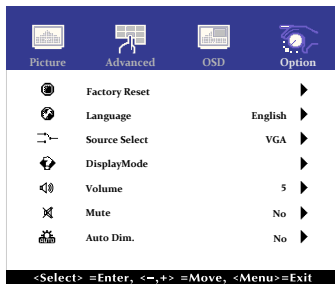 Picture Advanced OSD Option
Factory Reset
Language English
Source Select VGA
DisplayMode
Volume 5
Mute No
Auto Dim. No
<Select> =Enter, <−,+> =Move, <Menu>=Exit